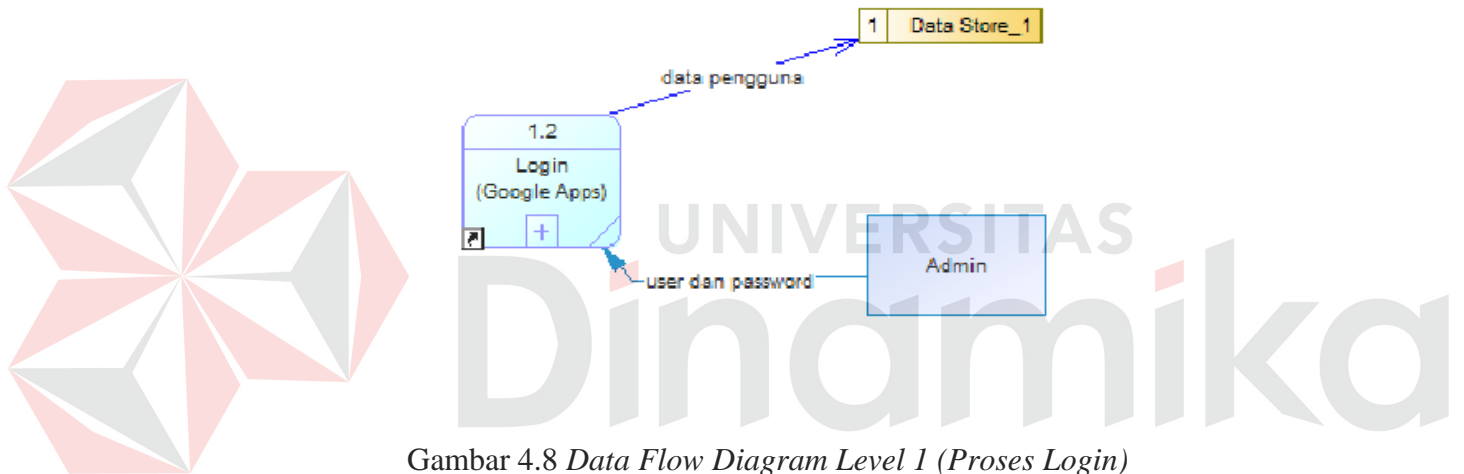 1 Data Store_1
data pengguna
1.2
Login
(Google Apps)
+
UNIVERSITAS
Dinamika
Admin
user dan password
Gambar 4.8 Data Flow Diagram Level 1 (Proses Login)